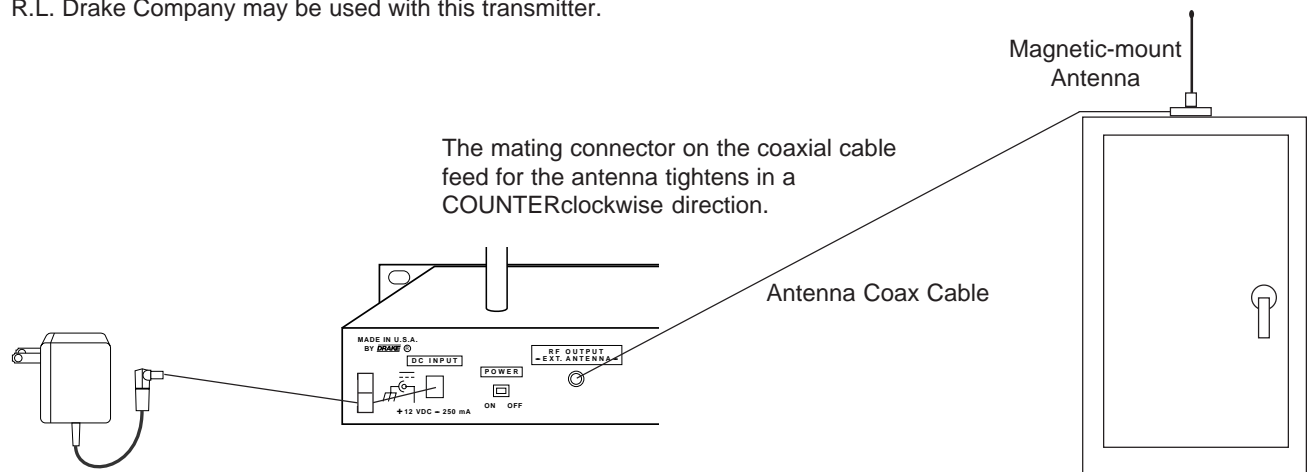 R.L. Drake Company may be used with this transmitter.
Magnetic-mount
Antenna
The mating connector on the coaxial cable
feed for the antenna tightens in a
COUNTERclockwise direction.
Antenna Coax Cable
MADE IN U.S.A.
BY DRAKE ®
DC INPUT
+ 12 VDC – 250 mA
POWER
ON OFF
RF OUTPUT
– EXT. ANTENNA –